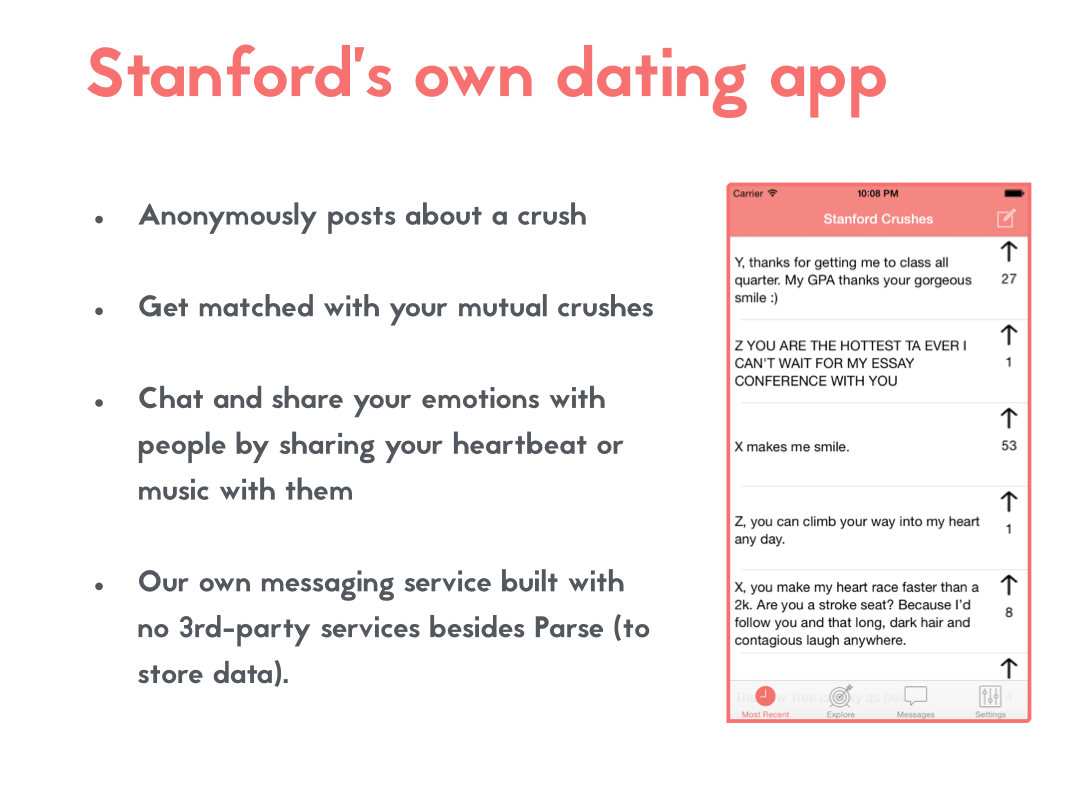 Stanford's own dating app
• Anonymously posts about a crush
• Get matched with your mutual crushes
• Chat and share your emotions with
people by sharing your heartbeat or
music with them
• Our own messaging service built with
no 3rd-party services besides Parse (to
store data).
Carrier 10:08 PM
Stanford Crushes
Y, thanks for getting me to class all
quarter. My GPA thanks your gorgeous
smile :)
27
Z YOU ARE THE HOTTEST TA EVER I
CAN'T WAIT FOR MY ESSAY
CONFERENCE WITH YOU
1
X makes me smile.
53
Z, you can climb your way into my heart
any day.
1
X, you make my heart race faster than a
2k. Are you a stroke seat? Because I'd
follow you and that long, dark hair and
contagious laugh anywhere.
8
Tree is as
Most Recent Explore Messages Settings